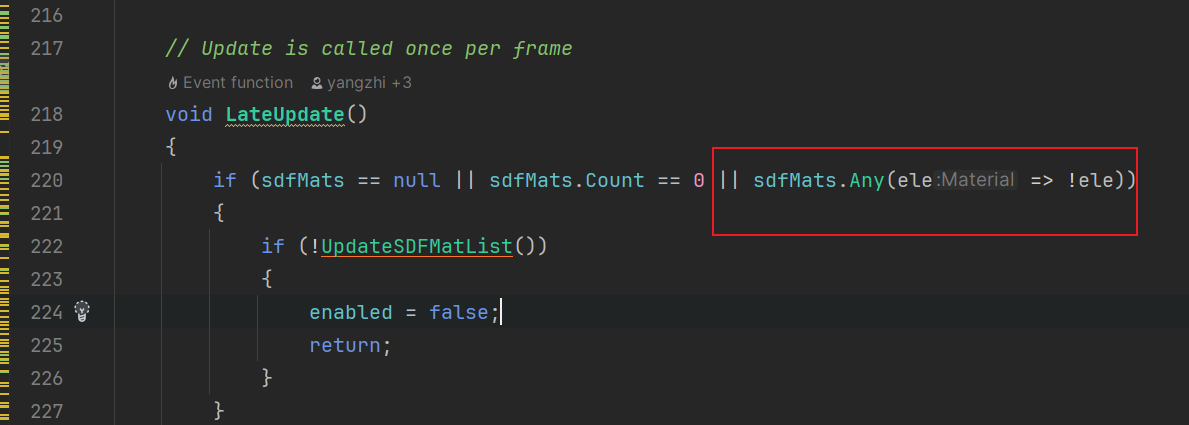 216
217 // Update is called once per frame
Event function yangzhi +3
218 void LateUpdate()
219 {
220 if (sdfMats == null || sdfMats.Count == 0 || sdfMats.Any(ele:Material => !ele))
221 {
222 if (!UpdateSDFMatList())
223 {
224 enabled = false;
225 return;
226 }
227 }